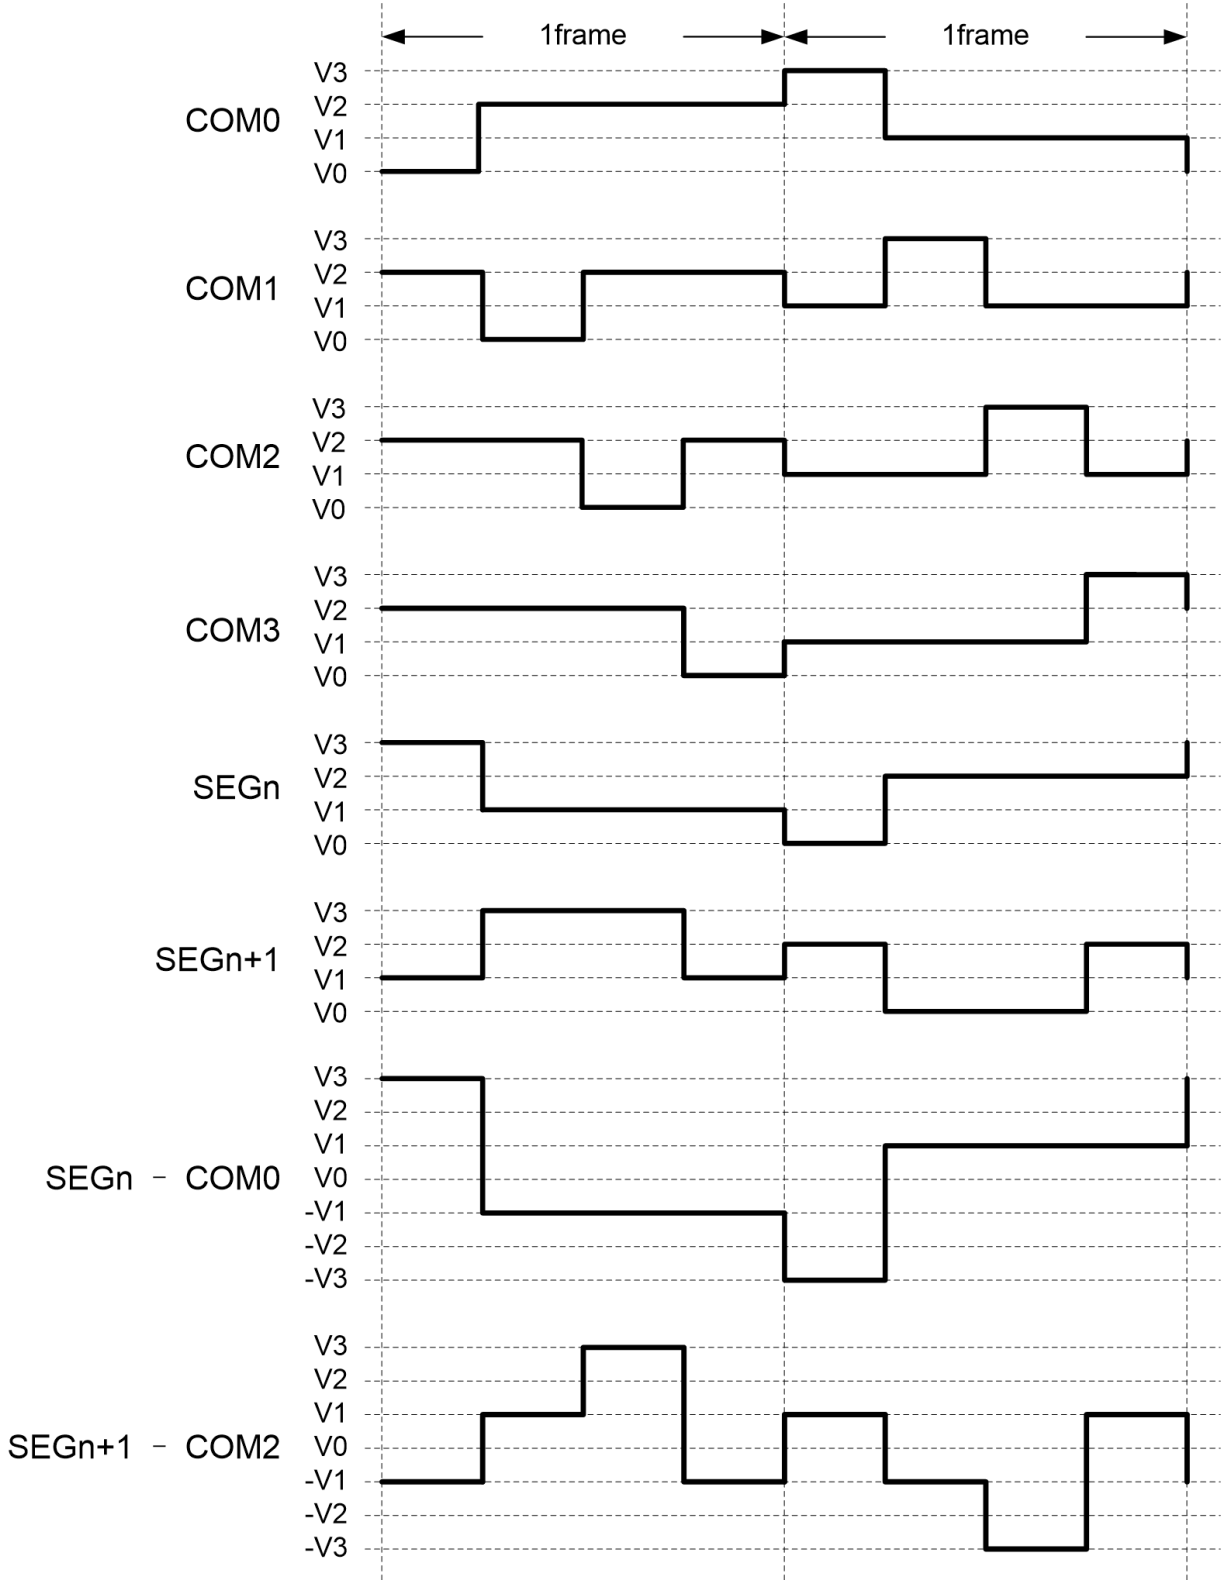 1frame 1frame
V3
V2
COM0
V1
V0
V3
V2
COM1
V1
V0
V3
V2
COM2
V1
V0
V3
V2
COM3
V1
V0
V3
V2
SEGn
V1
V0
V3
V2
SEGn+1
V1
V0
V3
V2
V1
SEGn - COM0 V0
-V1
-V2
-V3
V3
V2
V1
SEGn+1 - COM2 V0
-V1
-V2
-V3